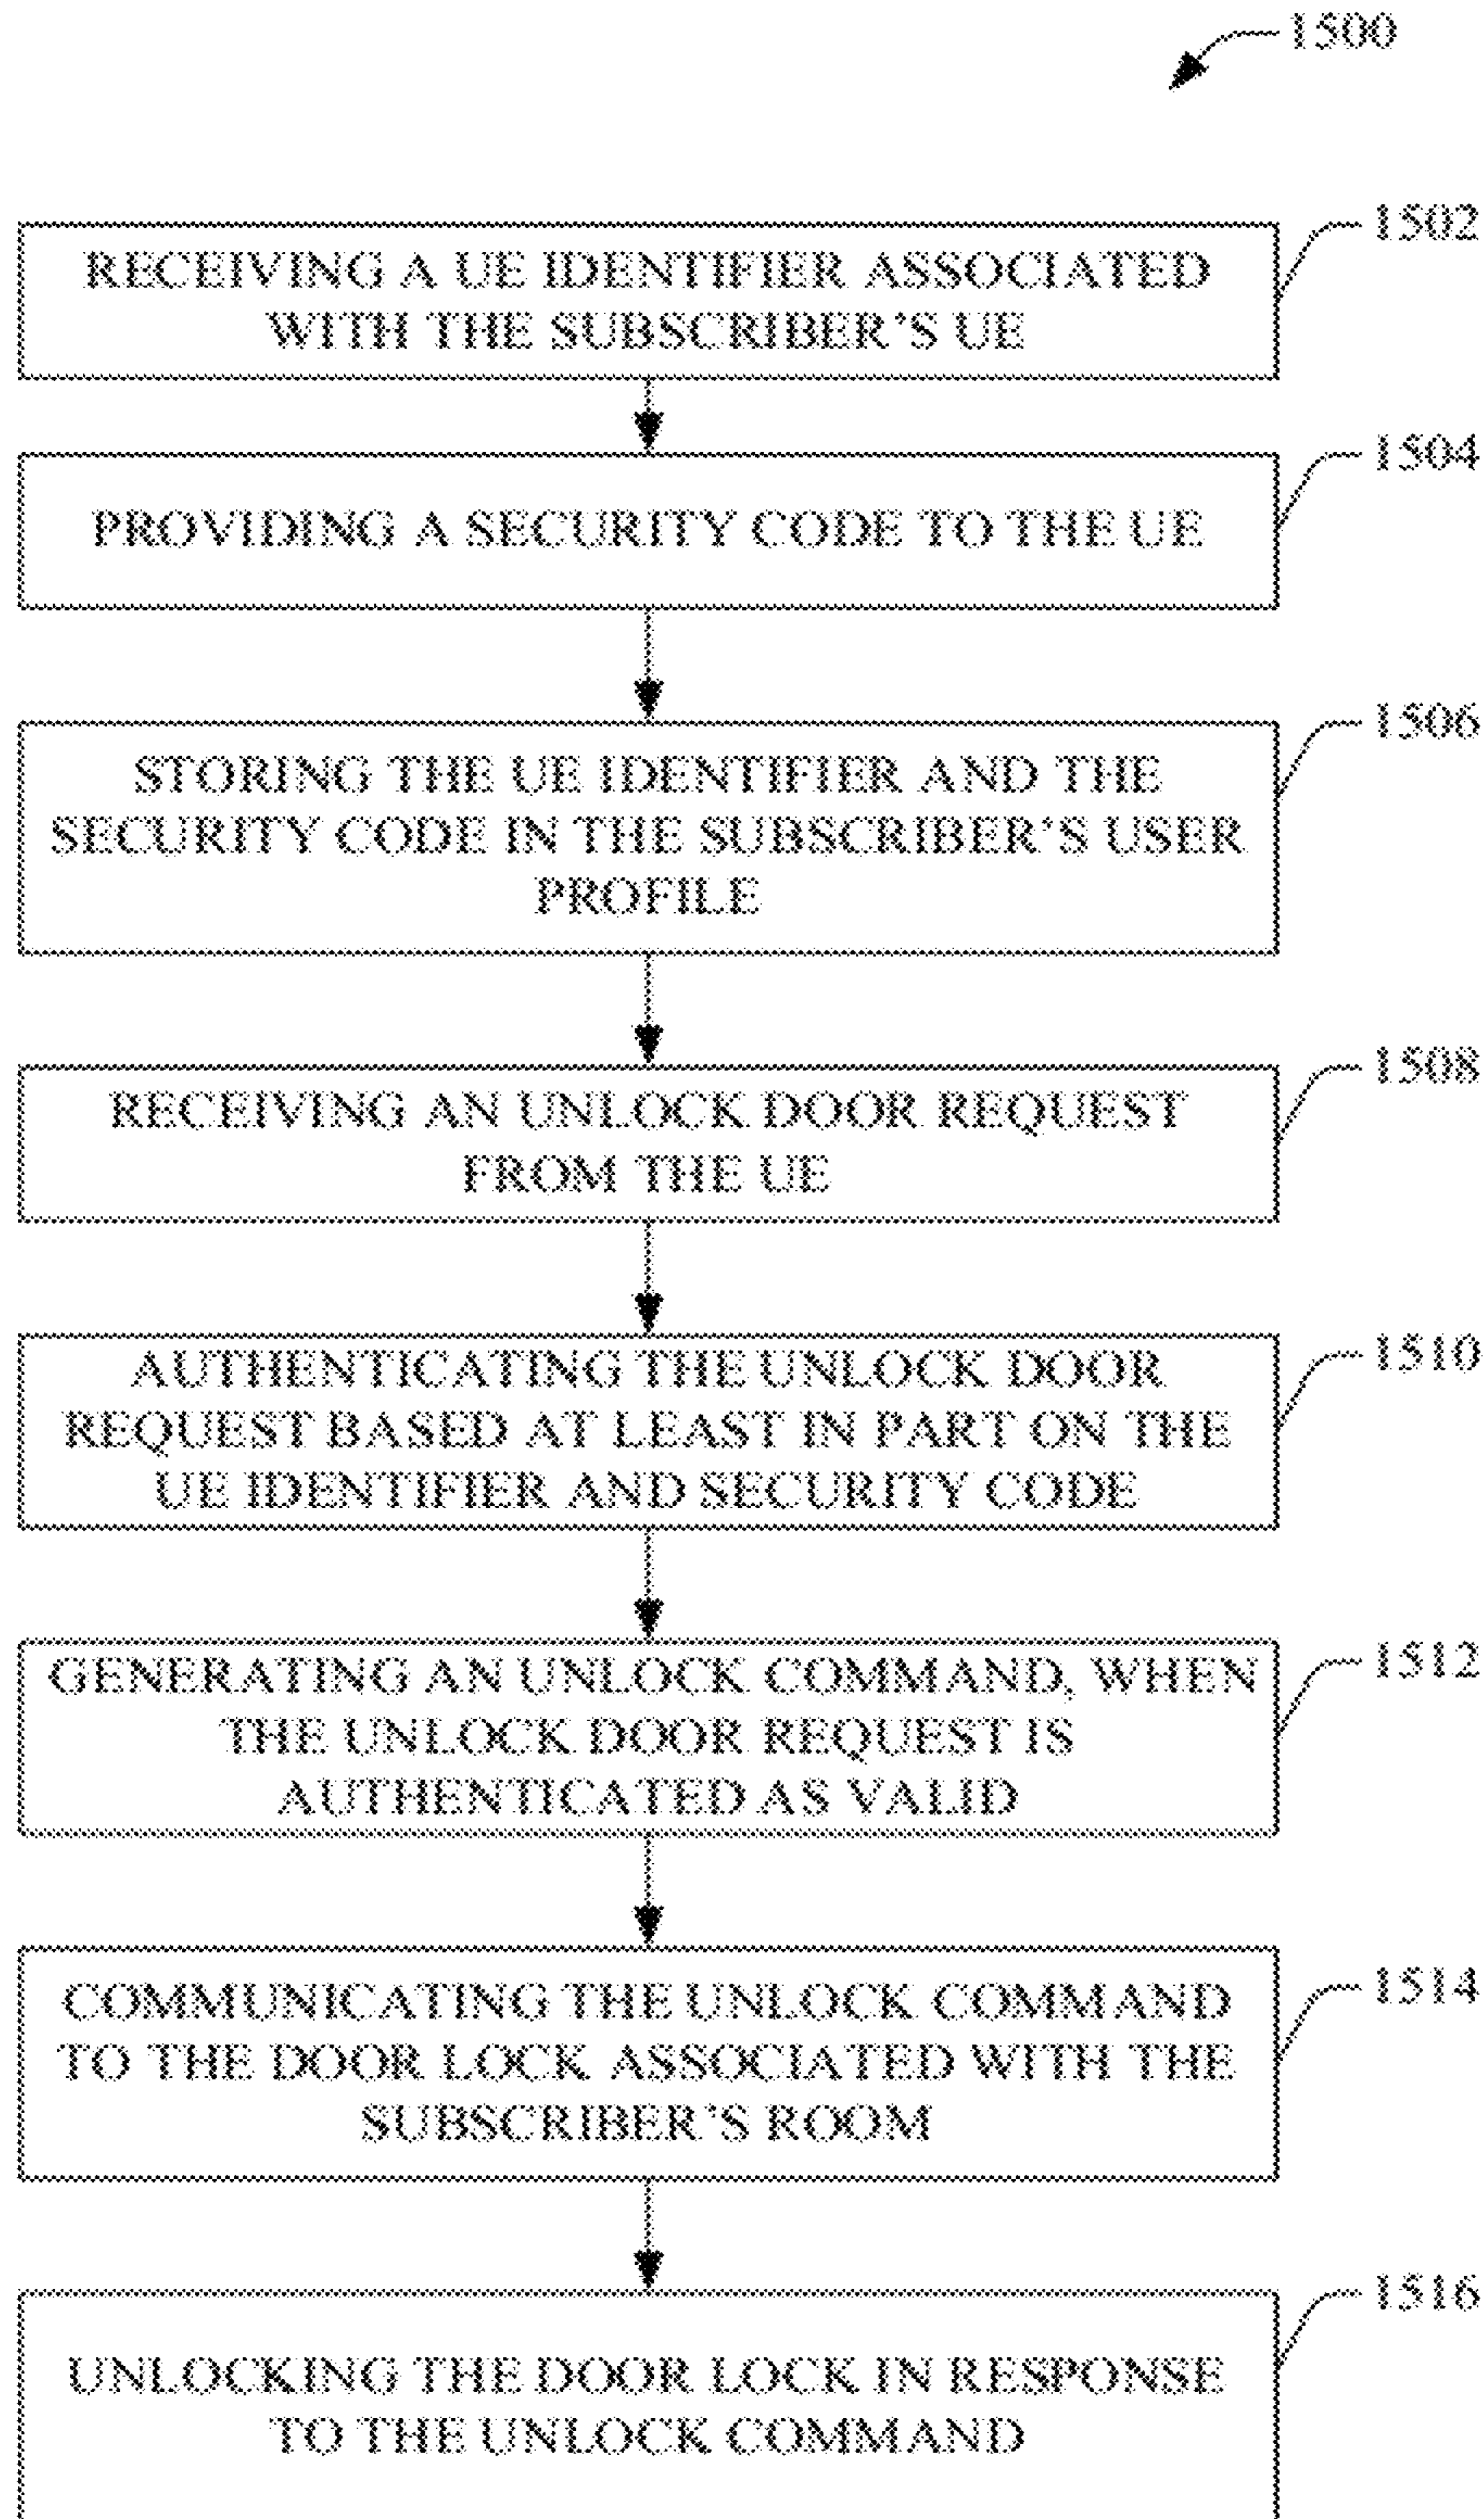 1500
1502
RECEIVING A UE IDENTIFIER ASSOCIATED
WITH THE SUBSCRIBER'S UE
1504
PROVIDING A SECURITY CODE TO THE UE
1506
STORING THE UE IDENTIFIER AND THE
SECURITY CODE IN THE SUBSCRIBER'S USER
PROFILE
1508
RECEIVING AN UNLOCK DOOR REQUEST
FROM THE UE
1510
AUTHENTICATING THE UNLOCK DOOR
REQUEST BASED AT LEAST IN PART ON THE
UE IDENTIFIER AND SECURITY CODE
1512
GENERATING AN UNLOCK COMMAND, WHEN
THE UNLOCK DOOR REQUEST IS
AUTHENTICATED AS VALID
1514
COMMUNICATING THE UNLOCK COMMAND
TO THE DOOR LOCK ASSOCIATED WITH THE
SUBSCRIBER'S ROOM
1516
UNLOCKING THE DOOR LOCK IN RESPONSE
TO THE UNLOCK COMMAND